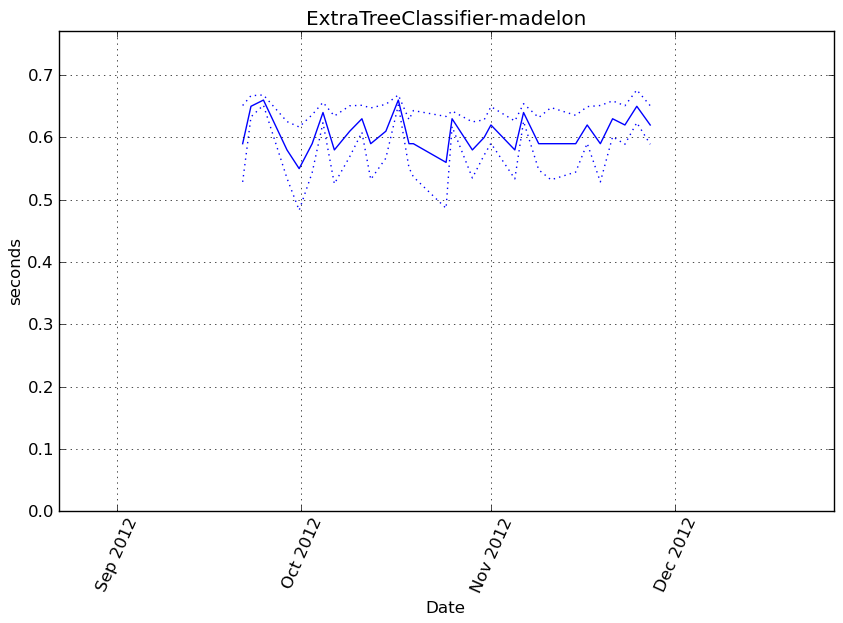 ExtraTreeClassifier-madelon
0.7
0.6
0.5
0.4
0.3
0.2
0.1
0.0
seconds
Sep 2012
Oct 2012
Nov 2012
Dec 2012
Date